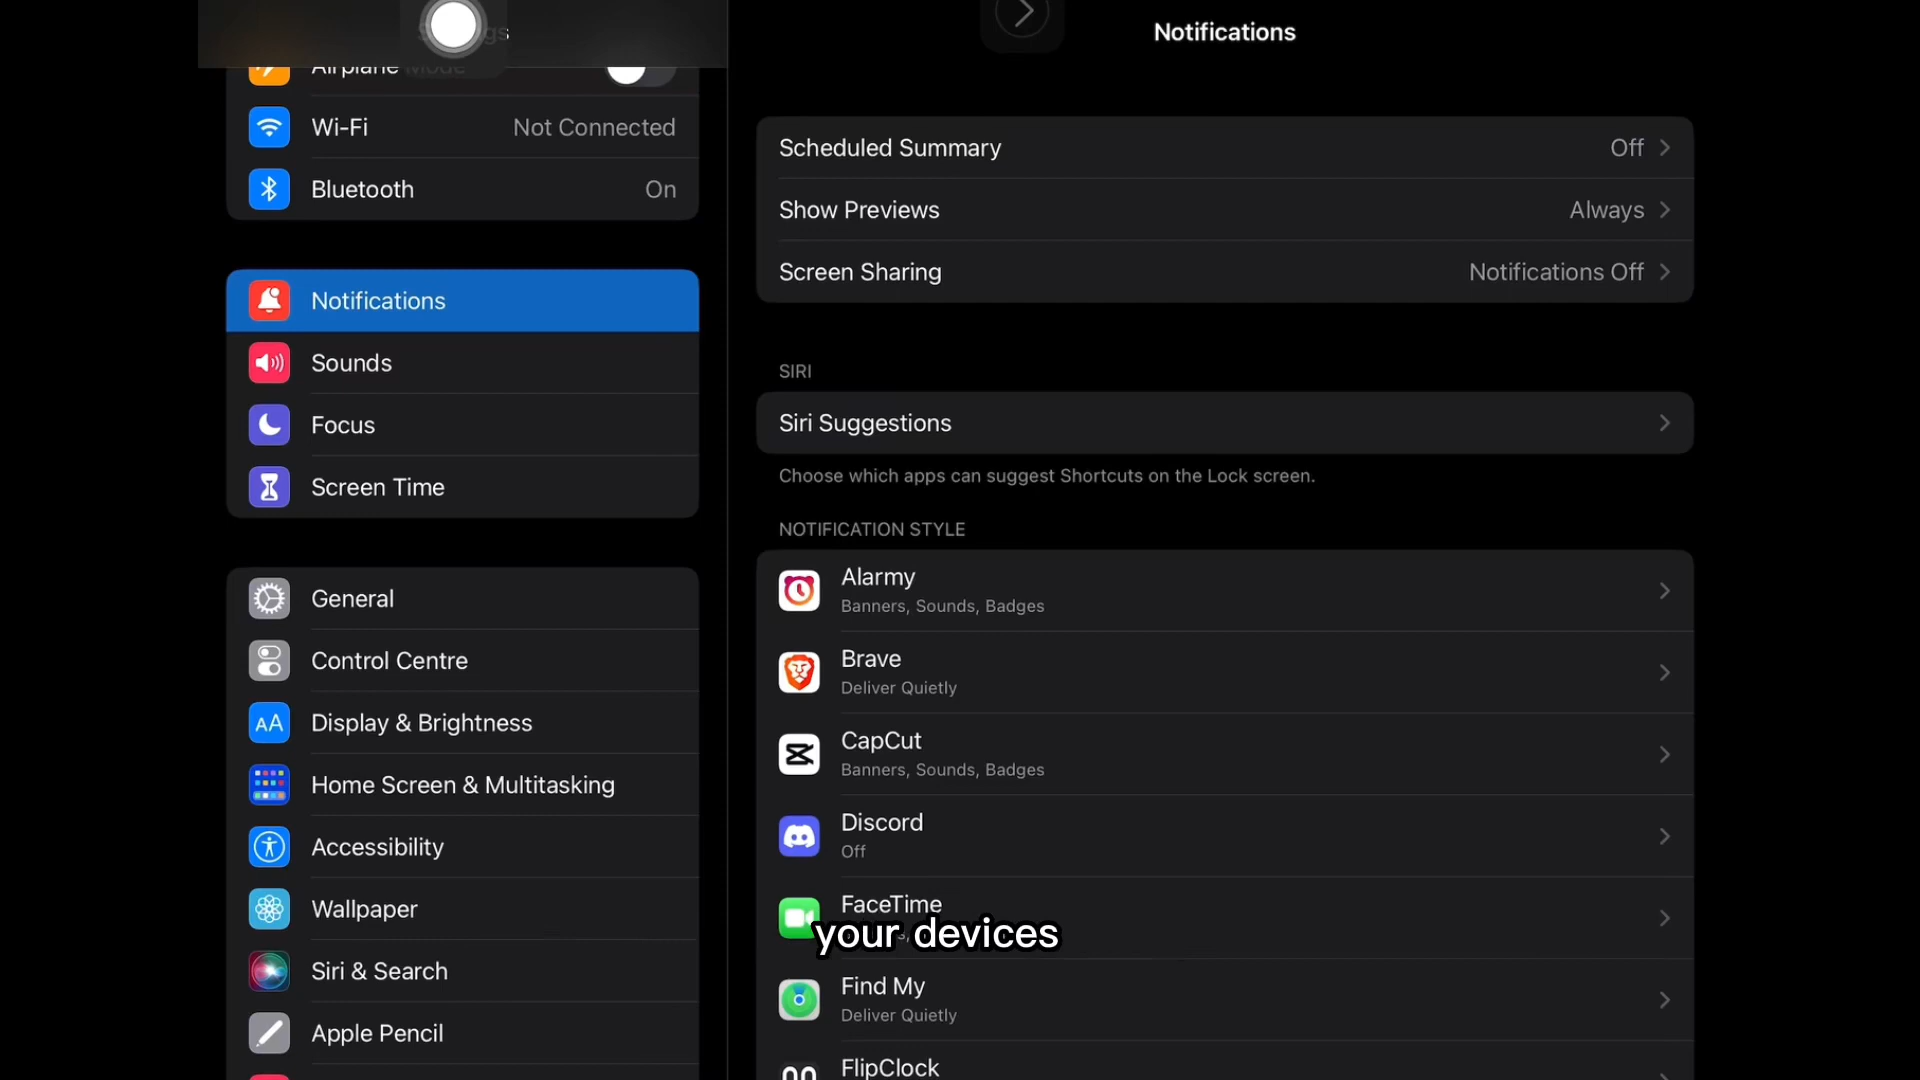 Airplane Mode
Wi-Fi
Not Connected
Bluetooth
On
Notifications
Sounds
Focus
Screen Time
General
Control Centre
Display & Brightness
Home Screen & Multitasking
Accessibility
Wallpaper
Siri & Search
Apple Pencil
Notifications
Scheduled Summary
Off
Show Previews
Always
Screen Sharing
Notifications Off
SIRI
Siri Suggestions
Choose which apps can suggest Shortcuts on the Lock screen.
NOTIFICATION STYLE
Alarmy
Banners, Sounds, Badges
Brave
Deliver Quietly
CapCut
Banners, Sounds, Badges
Discord
Off
FaceTime
your devices
Find My
Deliver Quietly
FlipClock